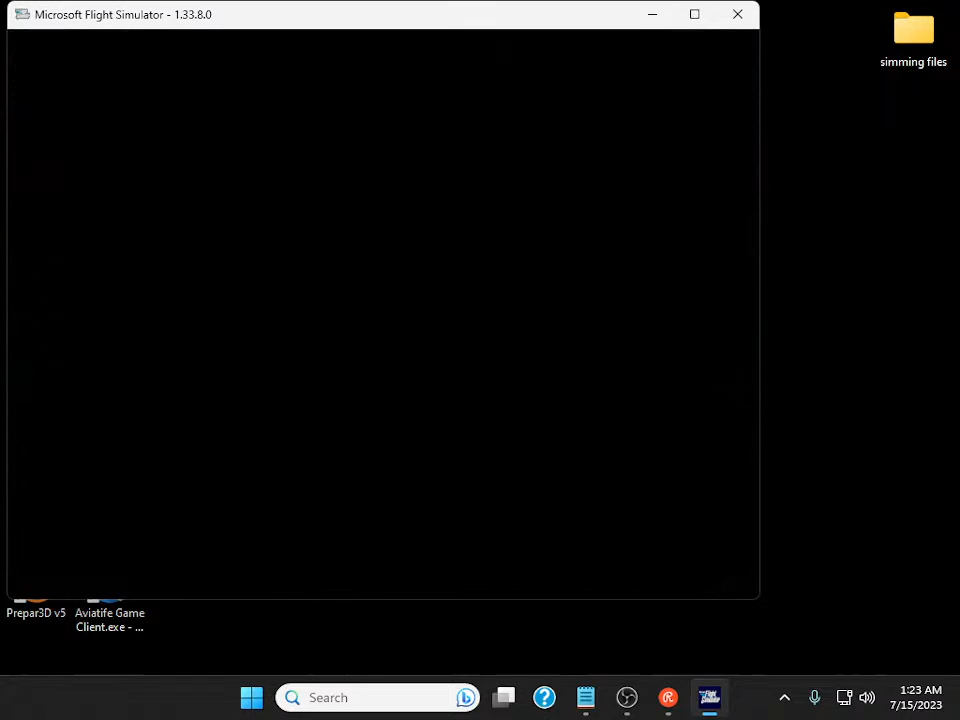 Microsoft Flight Simulator - 1.33.8.0
simming files
Prepar3D v5
Aviatife Game
Client.exe - ...
Search
1:23 AM
7/15/2023